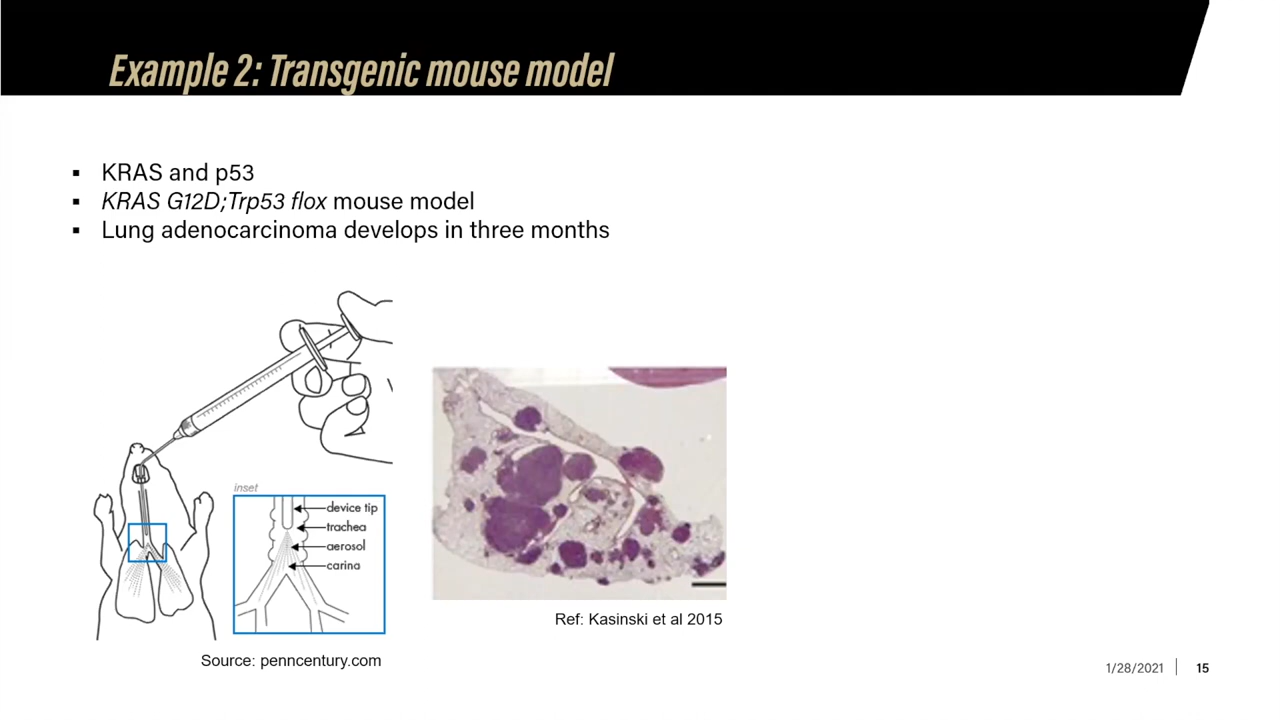 Example 2: Transgenic mouse model
▪ KRAS and p53
▪ KRAS G12D;Trp53 flox mouse model
▪ Lung adenocarcinoma develops in three months
inset
device tip
trachea
aerosol
carina
Source: penncentury.com
Ref: Kasinski et al 2015
1/28/2021 | 15